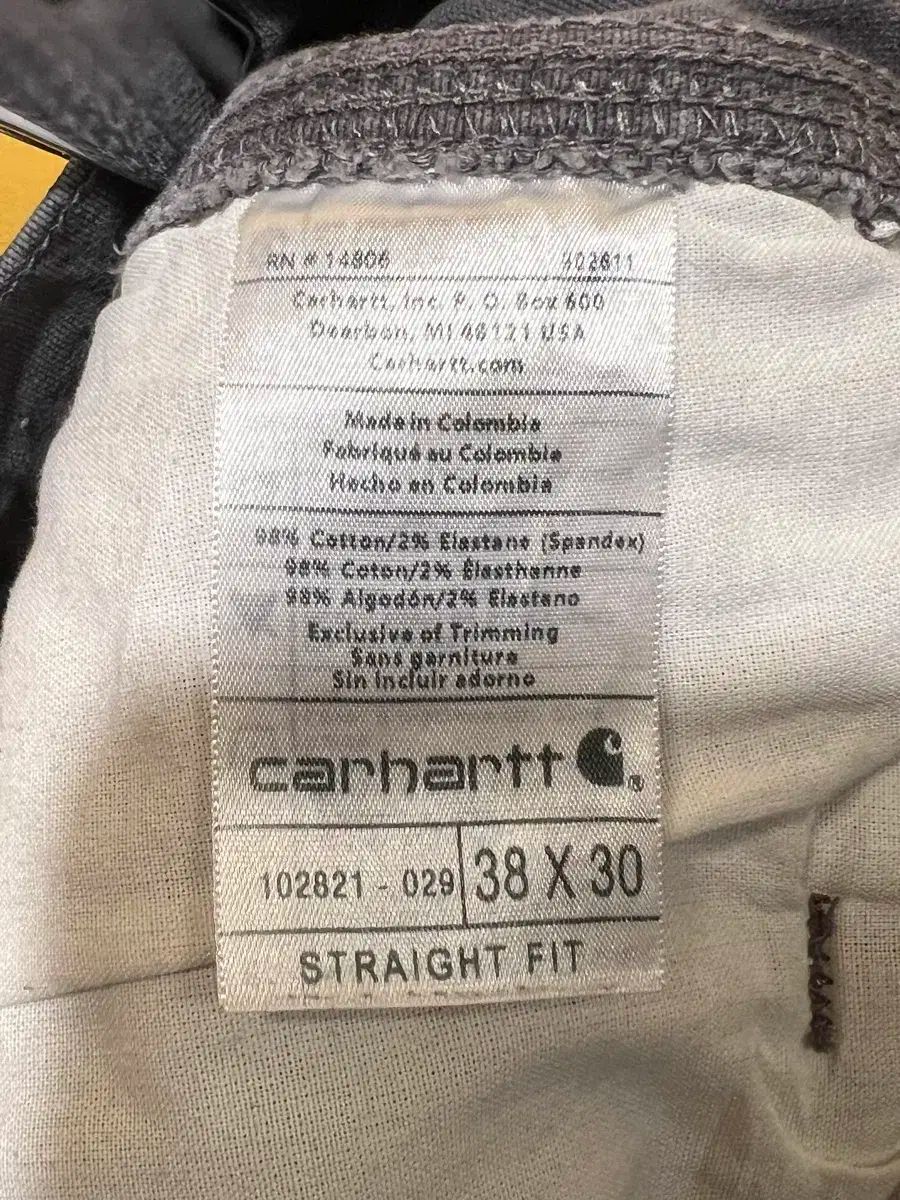 RN # 14806 402611
Carhartt, Inc. P. O. Box 600
Dearborn, MI 48121 USA
Carhartt.com
Made in Colombia
Fabriqué au Colombie
Hecho en Colombia
98% Cotton/2% Elastane (Spandex)
98% Coton/2% Élasthanne
98% Algodón/2% Elastano
Exclusive of Trimming
Sans garniture
Sin incluir adorno
carhartt ®
102821 - 029 38 X 30
STRAIGHT FIT